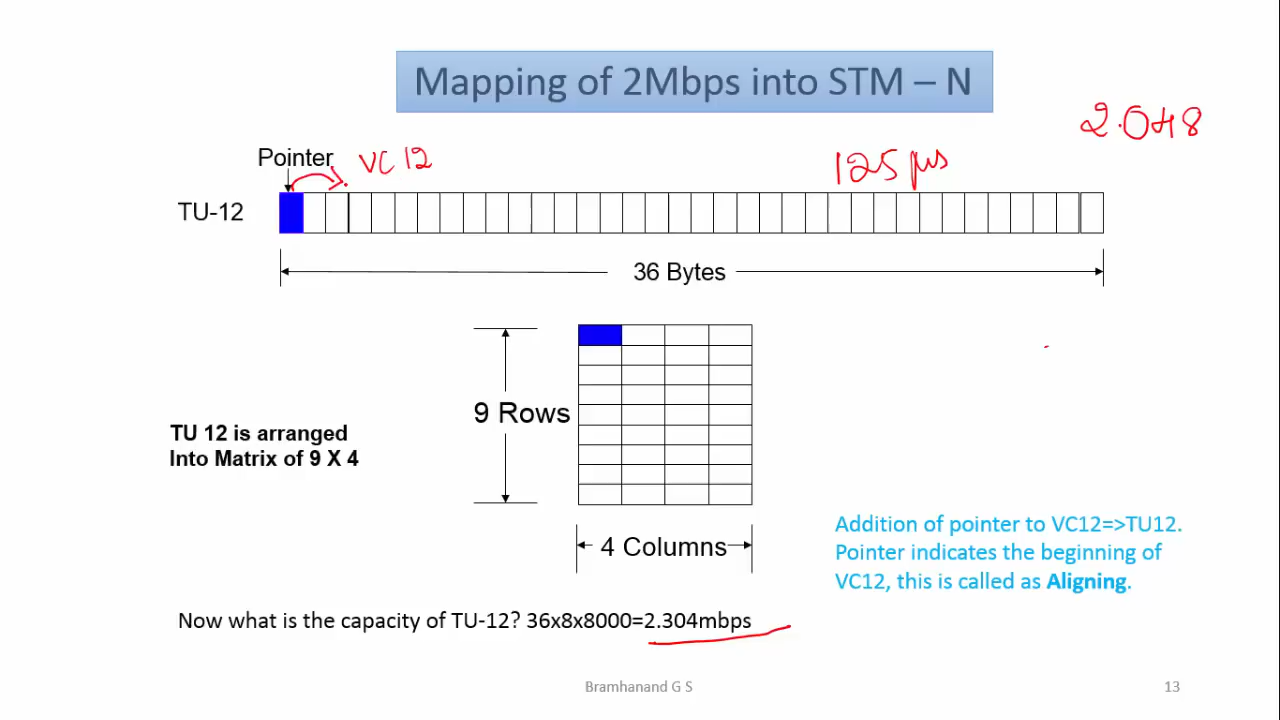 Mapping of 2Mbps into STM – N
2.048
Pointer
VC 12
125 μs
TU-12
36 Bytes
9 Rows
TU 12 is arranged
Into Matrix of 9 X 4
4 Columns
Addition of pointer to VC12=>TU12.
Pointer indicates the beginning of
VC12, this is called as Aligning.
Now what is the capacity of TU-12? 36x8x8000=2.304mbps
Bramhanand G S
13